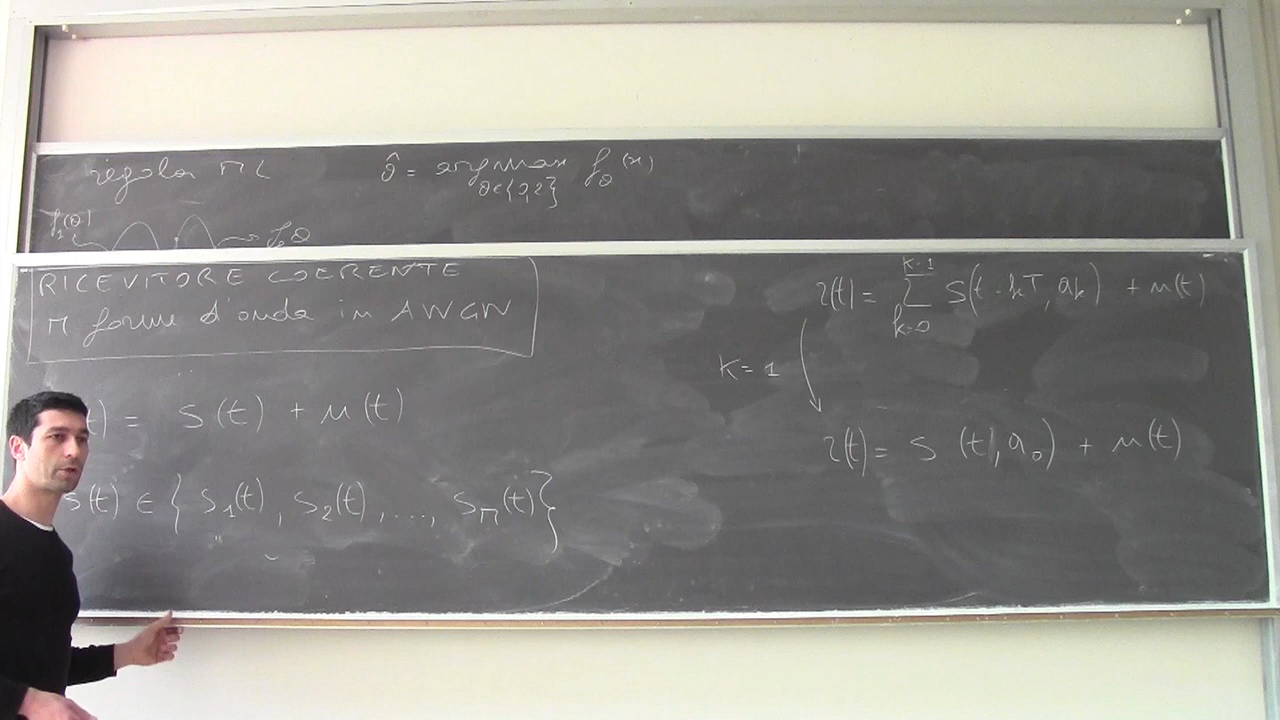 regola ML θ̂ = argmax f_θ(x)
θ∈{1,2}
f_1(θ)
RICEVITORE COERENTE
M forme d'onda in AWGN
r(t) = Σ_{k=0}^{K-1} s(t-kT, a_k) + n(t)
K = 1
t) = s(t) + n(t)
r(t) = s(t, a_0) + n(t)
s(t) ∈ { s_1(t), s_2(t), ..., s_M(t) }